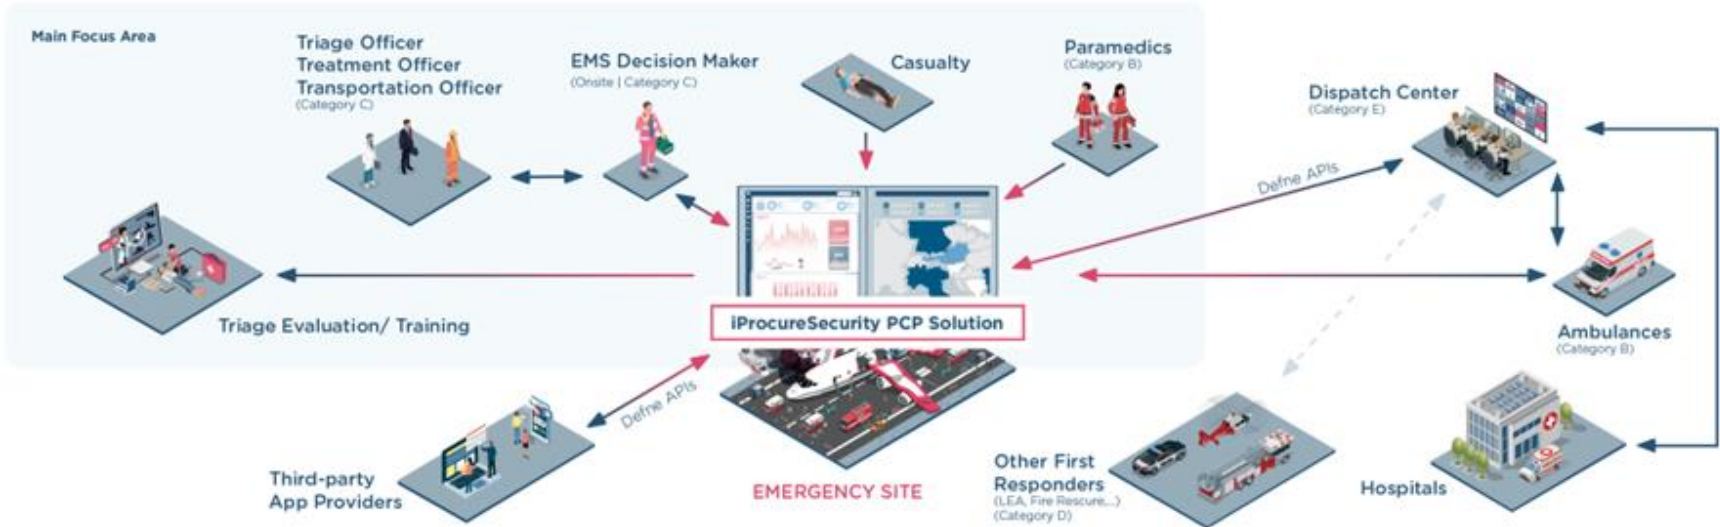 Main Focus Area
Triage Officer
Treatment Officer
Transportation Officer
(Category C)
EMS Decision Maker
(Onsite | Category C)
Casualty
Paramedics
(Category B)
Dispatch Center
(Category E)
Defne APIs
Triage Evaluation/ Training
iProcureSecurity PCP Solution
Ambulances
(Category B)
Defne APIs
Third-party
App Providers
EMERGENCY SITE
Other First
Responders
(LEA, Fire Rescure,...)
(Category D)
Hospitals